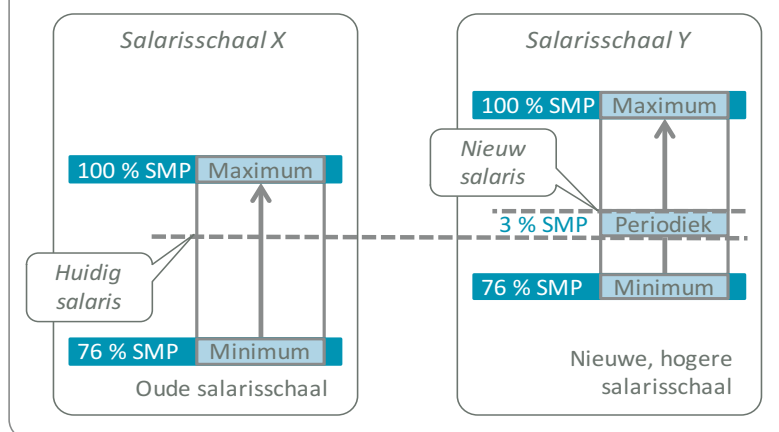 Salarisschaal X
100 % SMP Maximum
Huidig
salaris
76 % SMP Minimum
Oude salarisschaal
Salarisschaal Y
100 % SMP Maximum
Nieuw
salaris
3 % SMP Periodiek
76 % SMP Minimum
Nieuwe, hogere
salarisschaal